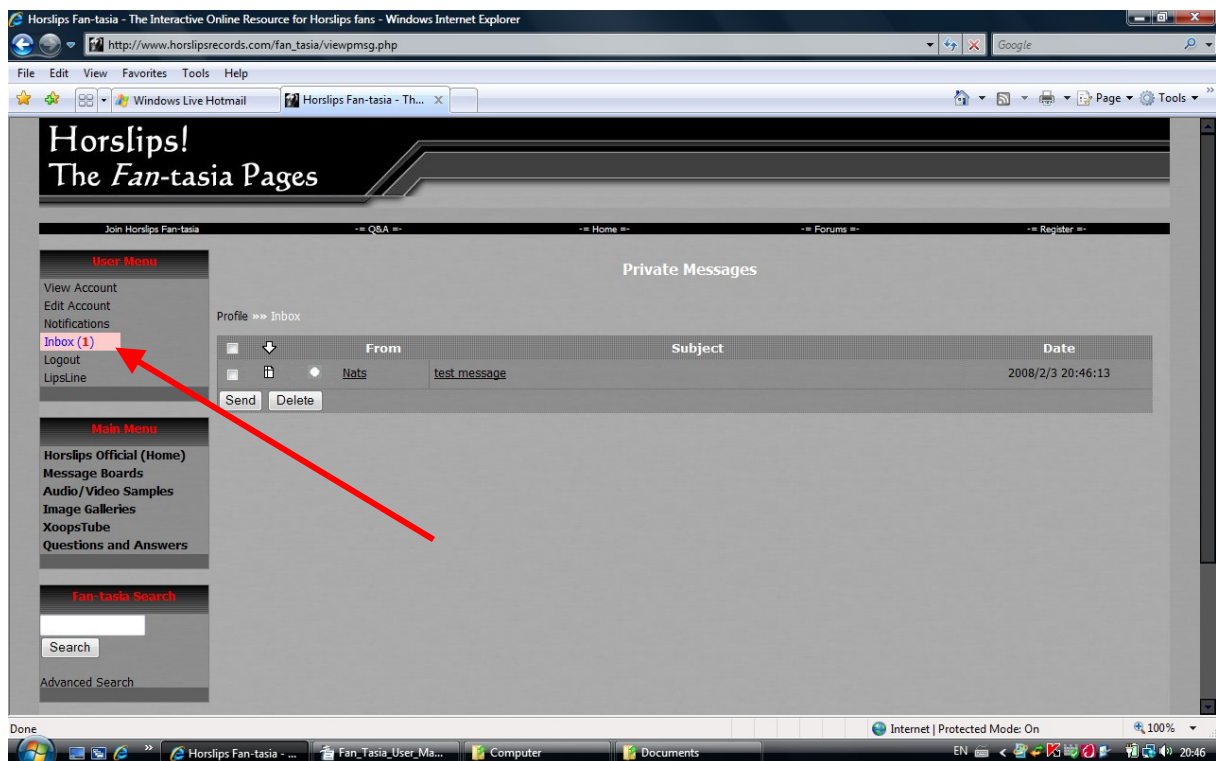 Horslips Fan-tasia - The Interactive Online Resource for Horslips fans - Windows Internet Explorer
http://www.horslipsrecords.com/fan_tasia/viewpmsg.php
Google
File Edit View Favorites Tools Help
Windows Live Hotmail Horslips Fan-tasia - Th... X
Page Tools
Horslips!
The Fan-tasia Pages
Join Horslips Fan-tasia -= Q&A =- -= Home =- -= Forums =- -= Register =-
User Menu
View Account
Edit Account
Notifications
Inbox (1)
Logout
LipsLine
Private Messages
Profile »» Inbox
From Subject Date
Nats test message 2008/2/3 20:46:13
Send Delete
Main Menu
Horslips Official (Home)
Message Boards
Audio/Video Samples
Image Galleries
XoopsTube
Questions and Answers
Fan-tasia Search
Search
Advanced Search
Done Internet | Protected Mode: On 100%
Horslips Fan-tasia - ... Fan_Tasia_User_Ma... Computer Documents EN 20:46